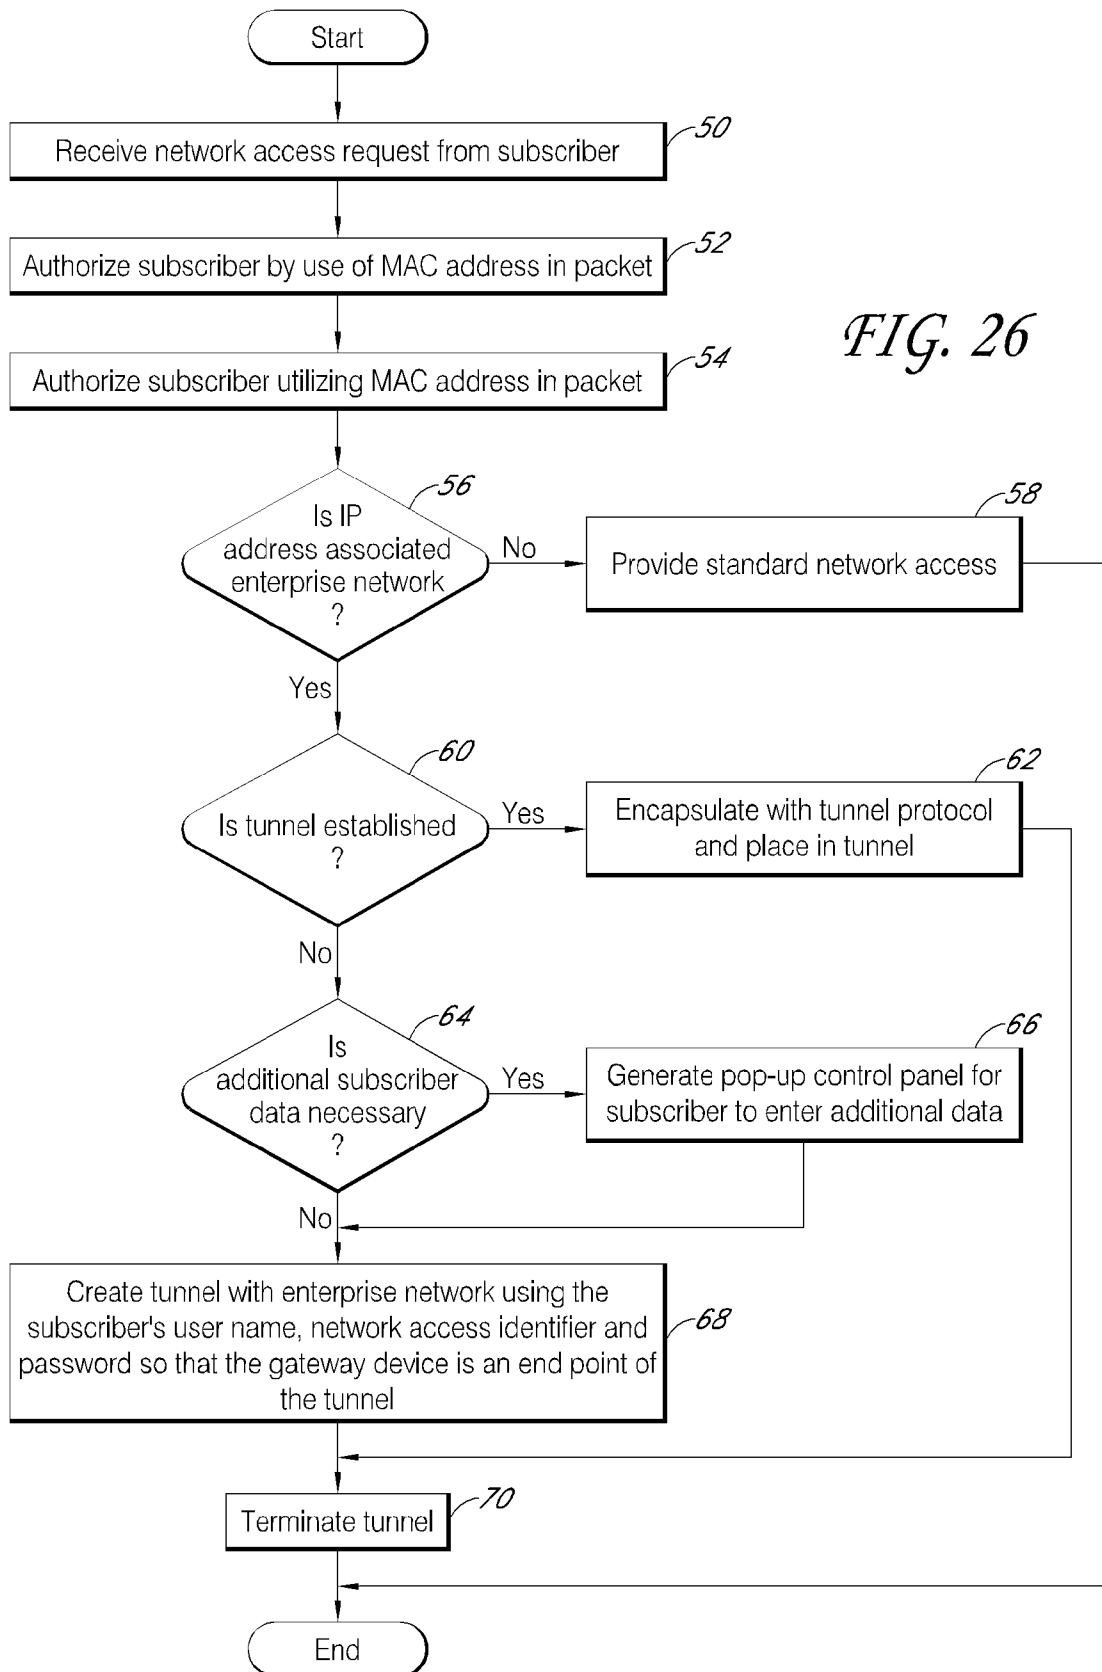 Start
50
Receive network access request from subscriber
52
Authorize subscriber by use of MAC address in packet
FIG. 26
54
Authorize subscriber utilizing MAC address in packet
56
Is IP
address associated
enterprise network
?
No
58
Provide standard network access
Yes
60
Is tunnel established
?
Yes
62
Encapsulate with tunnel protocol
and place in tunnel
No
64
Is
additional subscriber
data necessary
?
Yes
66
Generate pop-up control panel for
subscriber to enter additional data
No
Create tunnel with enterprise network using the
subscriber's user name, network access identifier and
password so that the gateway device is an end point of
the tunnel
68
70
Terminate tunnel
End